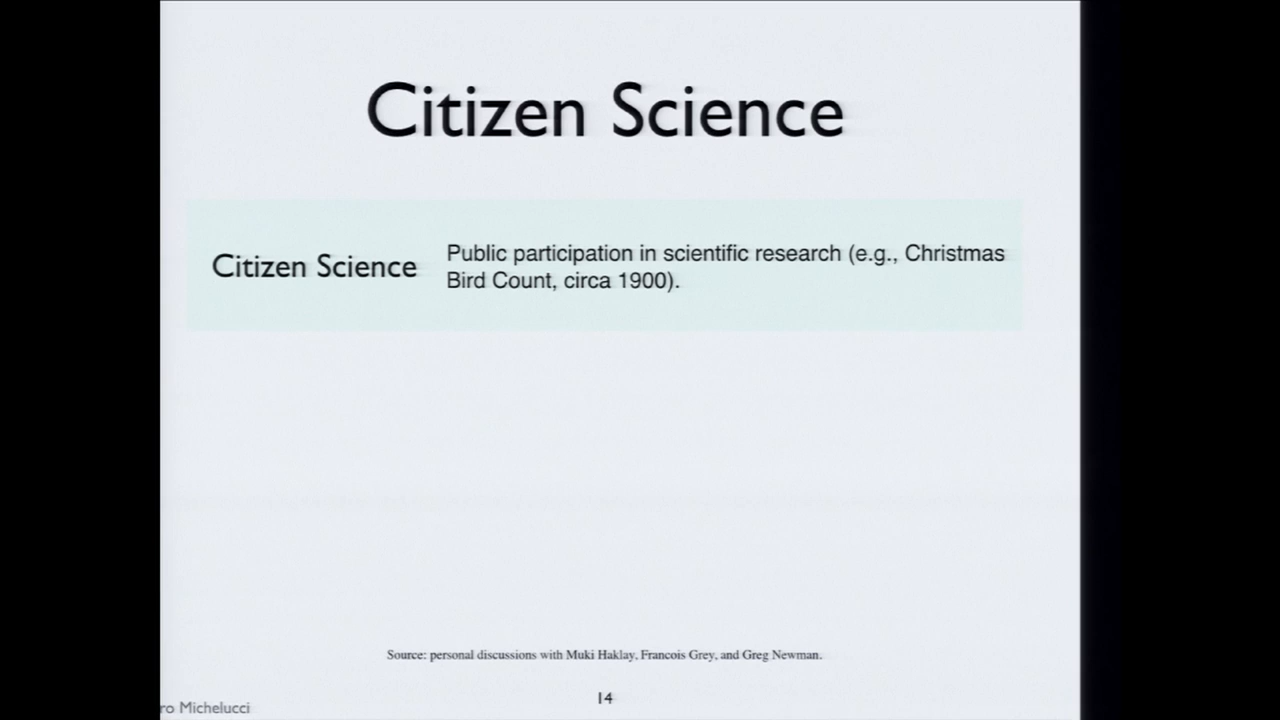 Citizen Science
Citizen Science
Public participation in scientific research (e.g., Christmas
Bird Count, circa 1900).
Source: personal discussions with Muki Haklay, Francois Grey, and Greg Newman.
14
ro Michelucci